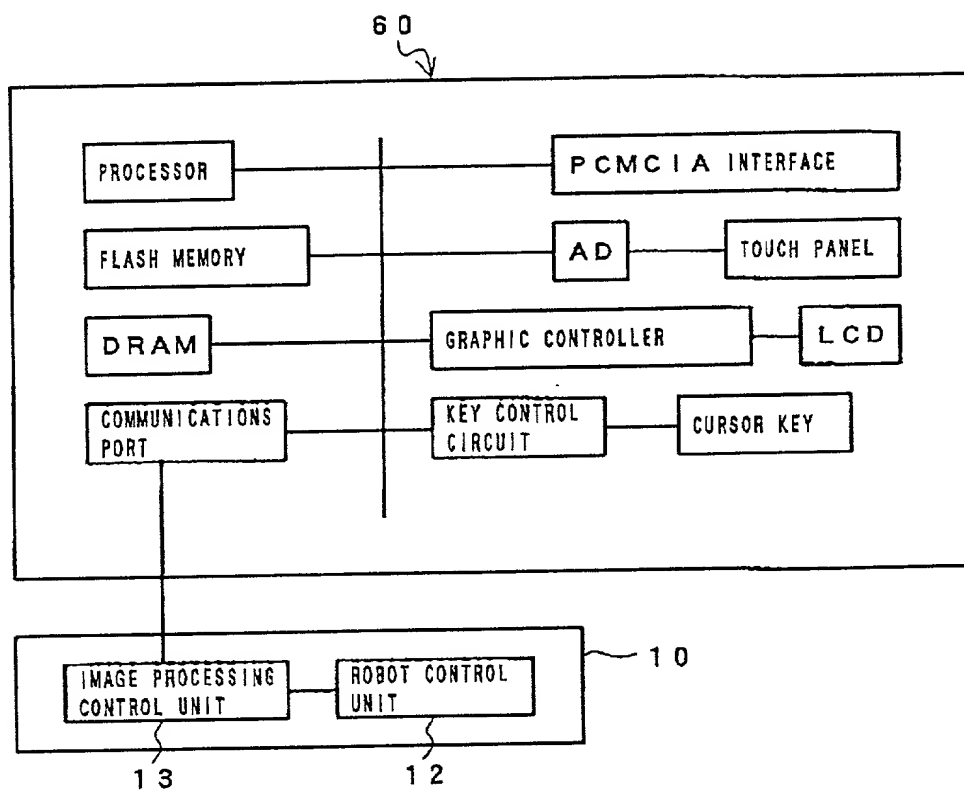 60
PROCESSOR
PCMCIA INTERFACE
FLASH MEMORY
AD
TOUCH PANEL
DRAM
GRAPHIC CONTROLLER
LCD
COMMUNICATIONS
PORT
KEY CONTROL
CIRCUIT
CURSOR KEY
10
IMAGE PROCESSING
CONTROL UNIT
ROBOT CONTROL
UNIT
13
12